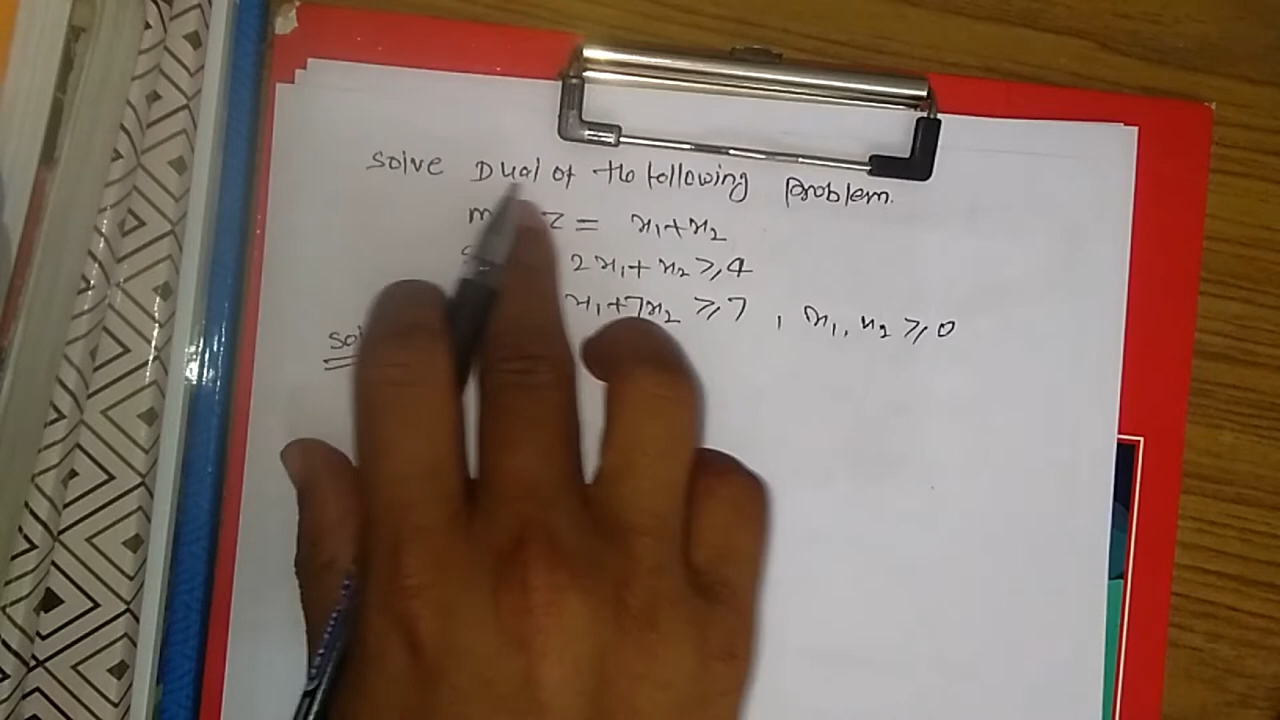 Solve Dual of the following problem.
z = x₁+x₂
2x₁+x₂ ≥ 4
x₁+7x₂ ≥ 7 , x₁, x₂ ≥ 0